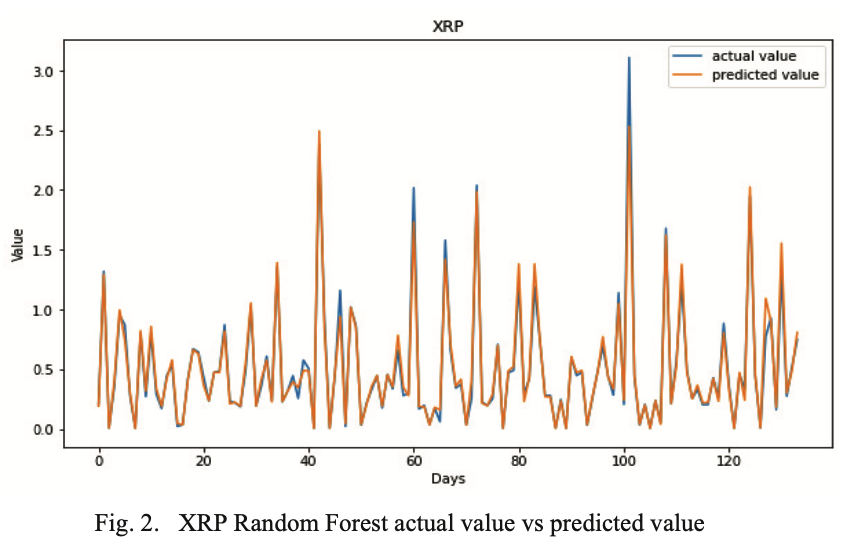 XRP
actual value
predicted value
3.0
2.5
2.0
1.5
1.0
0.5
0.0
Value
0 20 40 60 80 100 120
Days
Fig. 2. XRP Random Forest actual value vs predicted value